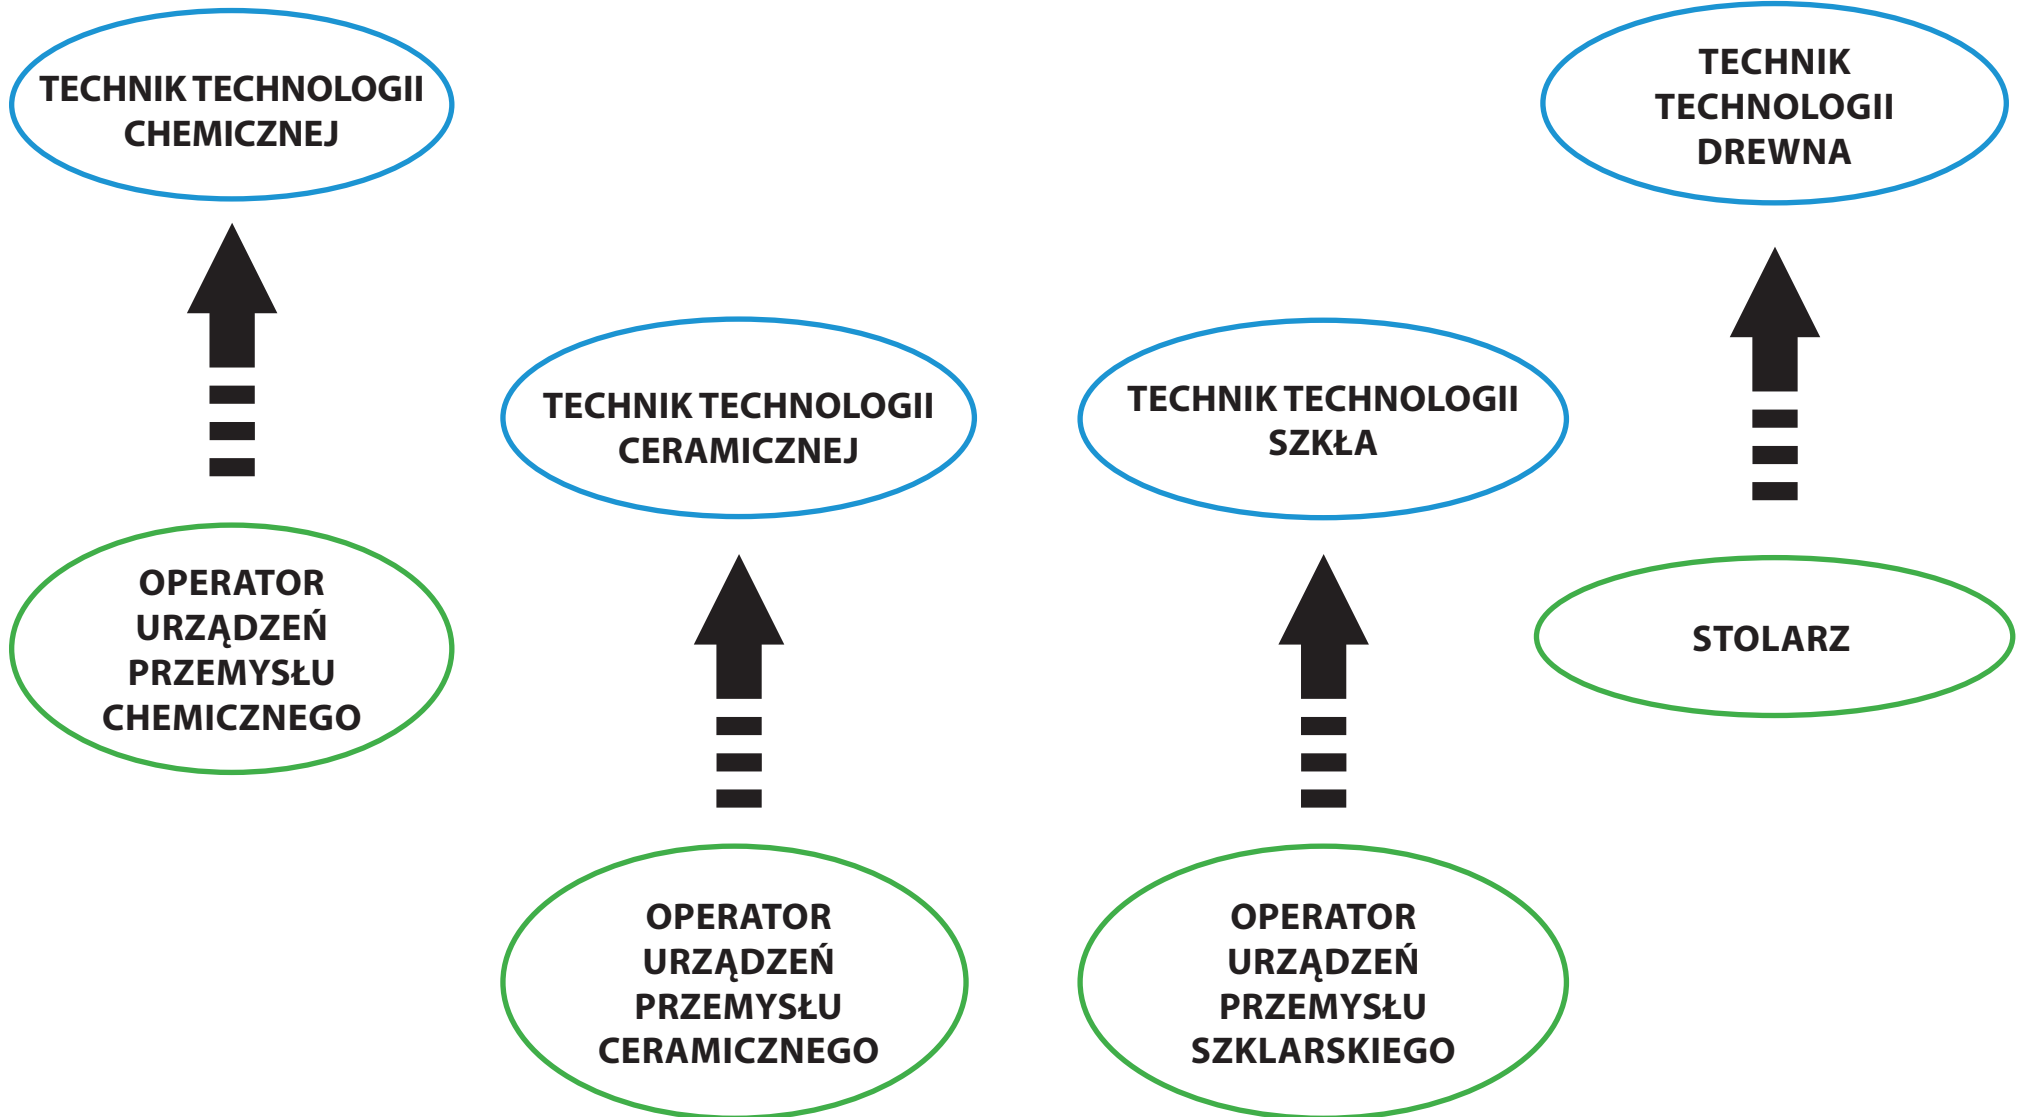 TECHNIK TECHNOLOGII
CHEMICZNEJ
TECHNIK
TECHNOLOGII
DREWNA
TECHNIK TECHNOLOGII
CERAMICZNEJ
TECHNIK TECHNOLOGII
SZKŁA
OPERATOR
URZĄDZEŃ
PRZEMYSŁU
CHEMICZNEGO
STOLARZ
OPERATOR
URZĄDZEŃ
PRZEMYSŁU
CERAMICZNEGO
OPERATOR
URZĄDZEŃ
PRZEMYSŁU
SZKLARSKIEGO